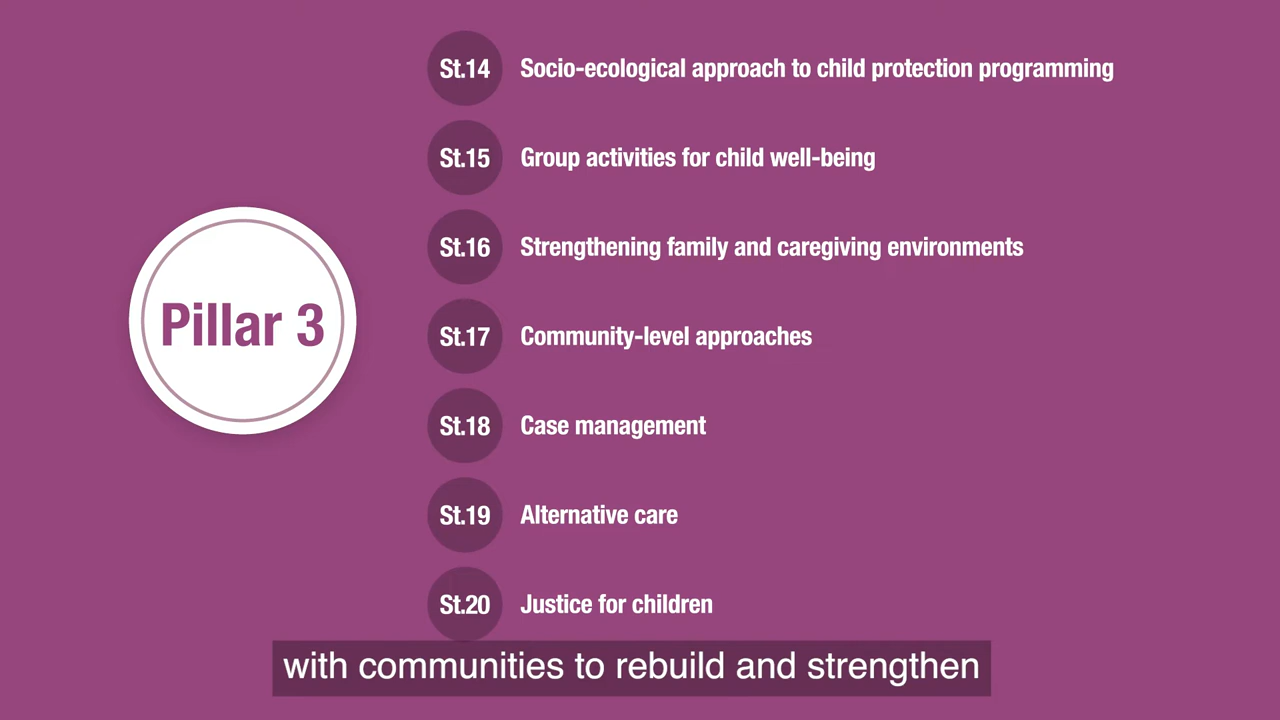 Pillar 3
St.14 Socio-ecological approach to child protection programming
St.15 Group activities for child well-being
St.16 Strengthening family and caregiving environments
St.17 Community-level approaches
St.18 Case management
St.19 Alternative care
St.20 Justice for children
with communities to rebuild and strengthen